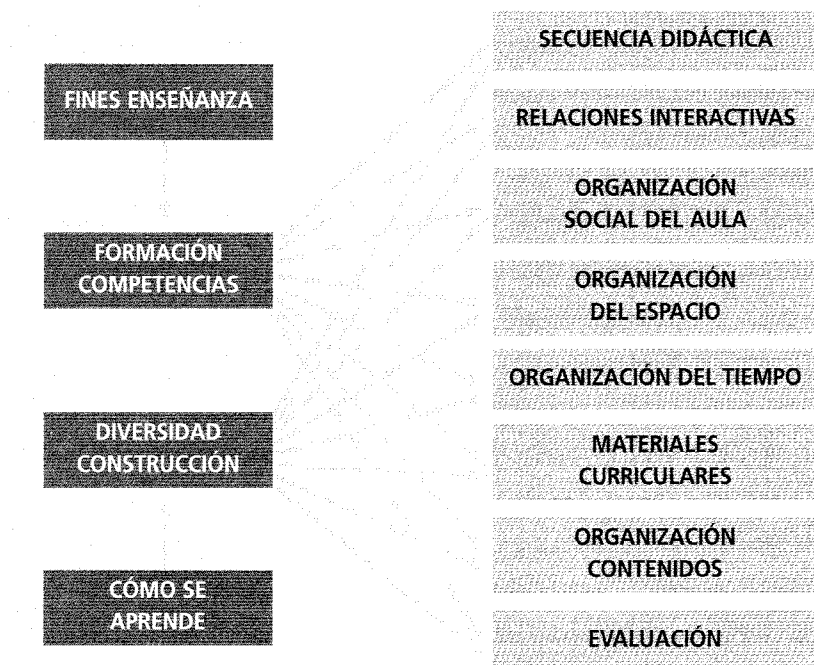 FINES ENSEÑANZA
FORMACIÓN
COMPETENCIAS
DIVERSIDAD
CONSTRUCCIÓN
CÓMO SE
APRENDE
SECUENCIA DIDÁCTICA
RELACIONES INTERACTIVAS
ORGANIZACIÓN
SOCIAL DEL AULA
ORGANIZACIÓN
DEL ESPACIO
ORGANIZACIÓN DEL TIEMPO
MATERIALES
CURRICULARES
ORGANIZACIÓN
CONTENIDOS
EVALUACIÓN